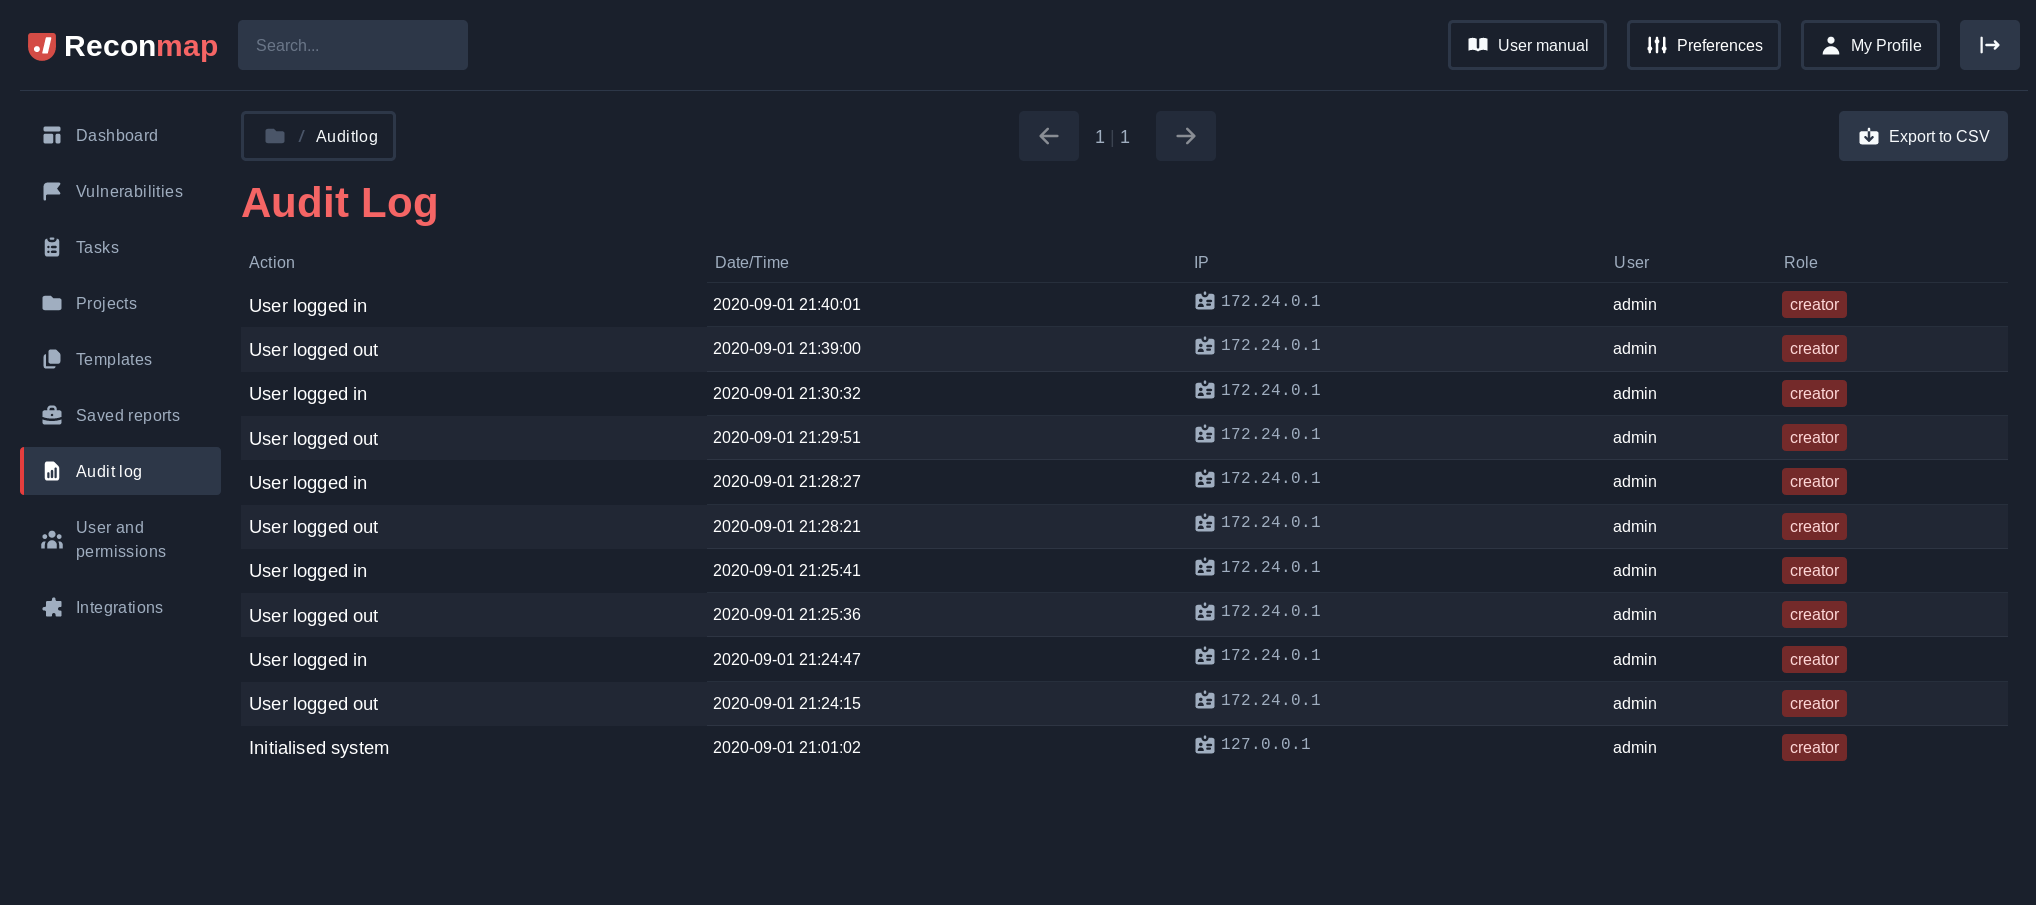 Reconmap
Search...
User manual
Preferences
My Profile
Dashboard
Vulnerabilities
Tasks
Projects
Templates
Saved reports
Audit log
User and
permissions
Integrations
/ Auditlog
1 | 1
Export to CSV
Audit Log
Action Date/Time IP User Role
User logged in 2020-09-01 21:40:01 172.24.0.1 admin creator
User logged out 2020-09-01 21:39:00 172.24.0.1 admin creator
User logged in 2020-09-01 21:30:32 172.24.0.1 admin creator
User logged out 2020-09-01 21:29:51 172.24.0.1 admin creator
User logged in 2020-09-01 21:28:27 172.24.0.1 admin creator
User logged out 2020-09-01 21:28:21 172.24.0.1 admin creator
User logged in 2020-09-01 21:25:41 172.24.0.1 admin creator
User logged out 2020-09-01 21:25:36 172.24.0.1 admin creator
User logged in 2020-09-01 21:24:47 172.24.0.1 admin creator
User logged out 2020-09-01 21:24:15 172.24.0.1 admin creator
Initialised system 2020-09-01 21:01:02 127.0.0.1 admin creator